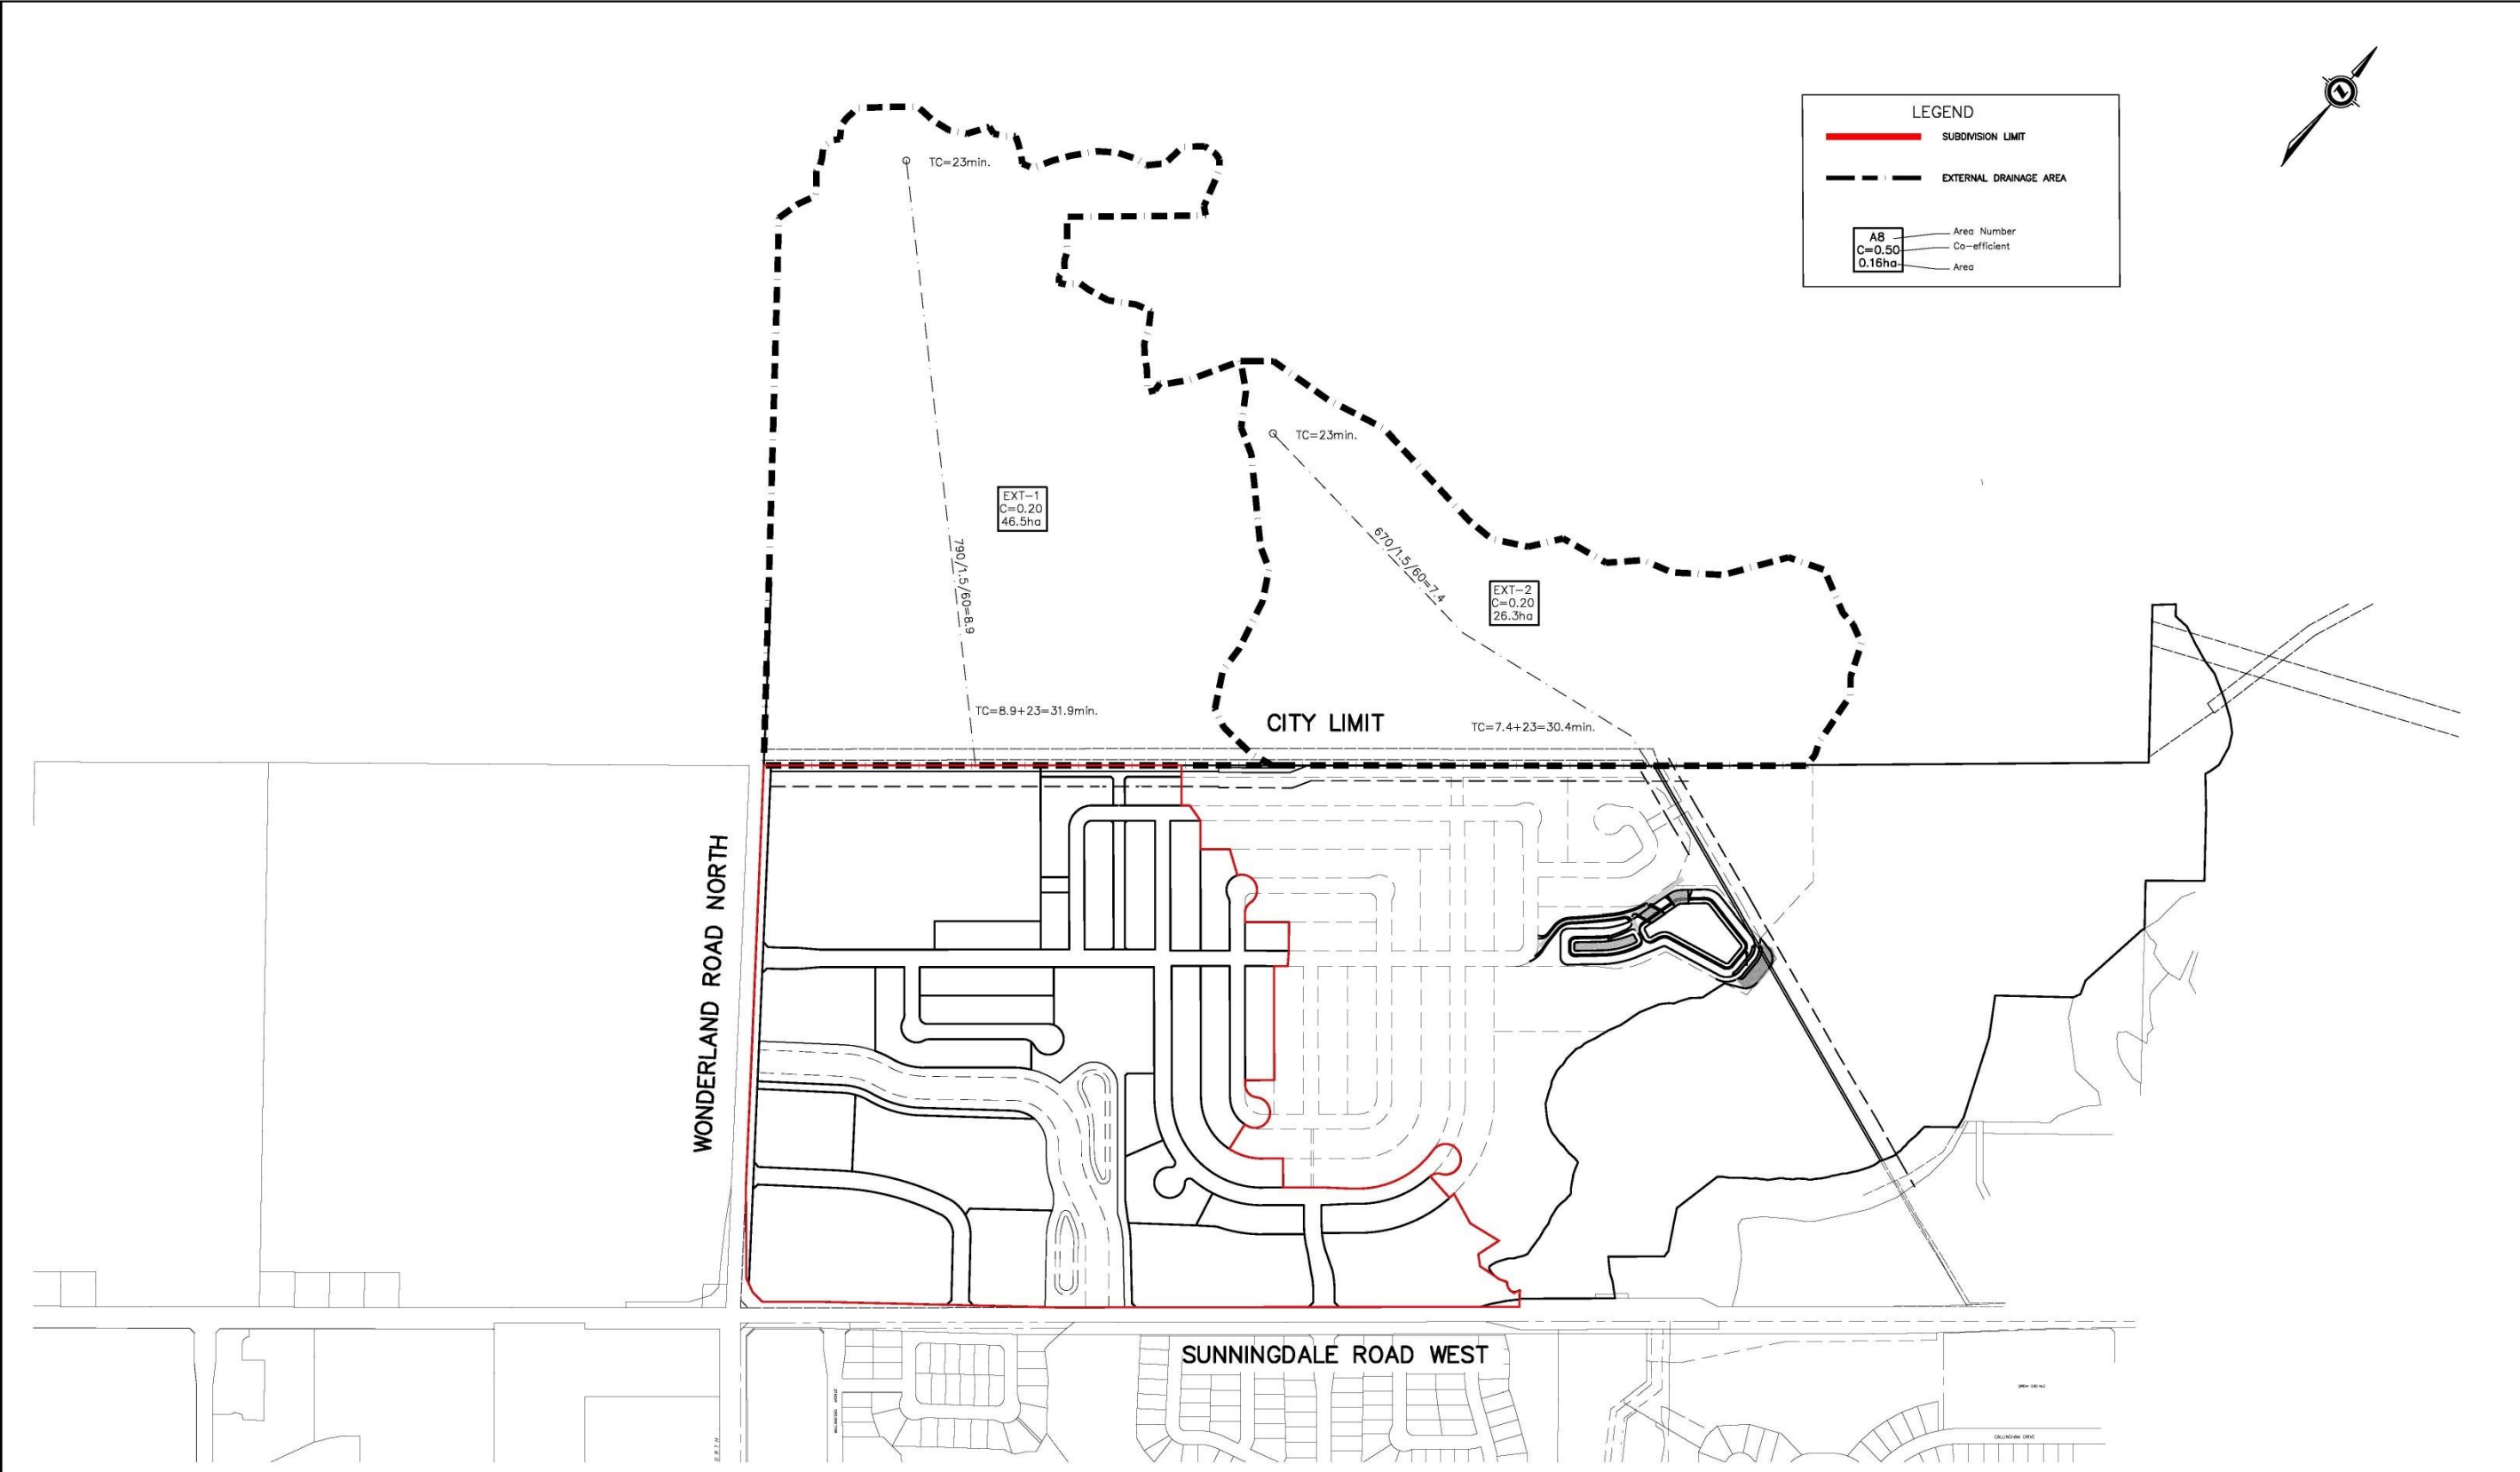 LEGEND
SUBDIVISION LIMIT
EXTERNAL DRAINAGE AREA
A8
C=0.50
0.16ha
Area Number
Co-efficient
Area
TC=23min.
TC=23min.
EXT-1
C=0.20
46.5ha
790/1.5/60=8.9
670/1.5/60=7.4
EXT-2
C=0.20
26.3ha
TC=8.9+23=31.9min.
CITY LIMIT
TC=7.4+23=30.4min.
WONDERLAND ROAD NORTH
SUNNINGDALE ROAD WEST
CALLINGHAM DRIVE